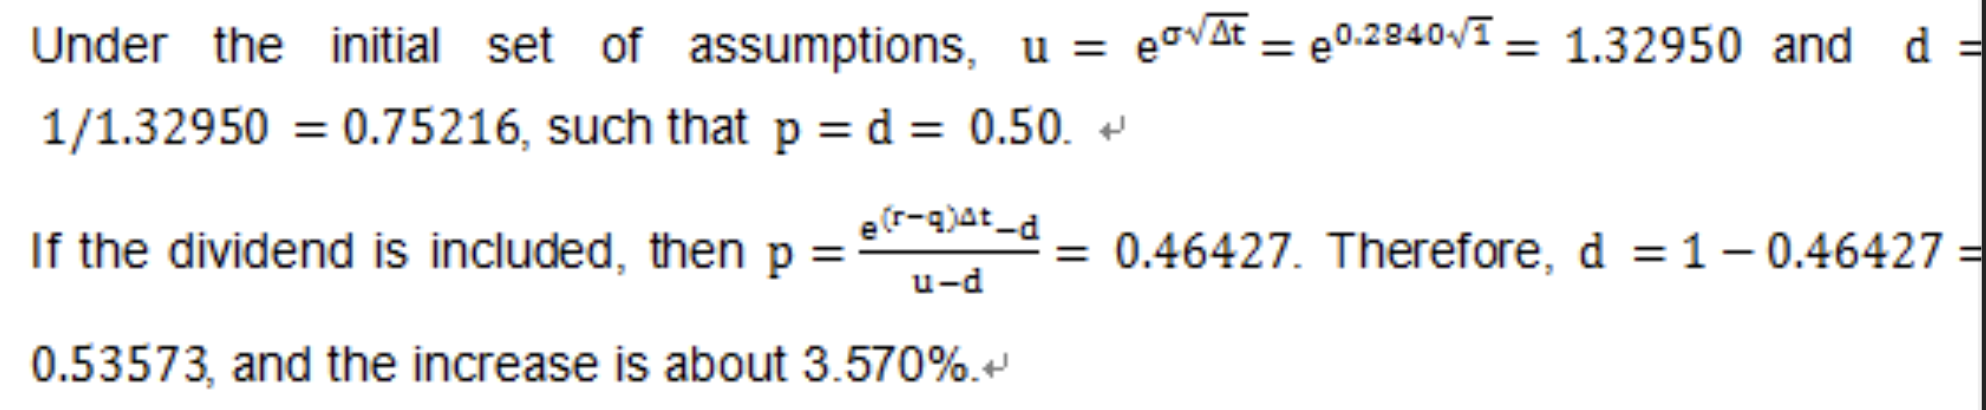 Under the initial set of assumptions, u = e^{σ√Δt} = e^{0.2840√1} = 1.32950 and d =
1/1.32950 = 0.75216, such that p = d = 0.50. ↵
If the dividend is included, then p = \frac{e^{(r−q)Δt}−d}{u−d} = 0.46427. Therefore, d = 1 − 0.46427 =
0.53573, and the increase is about 3.570%.↵